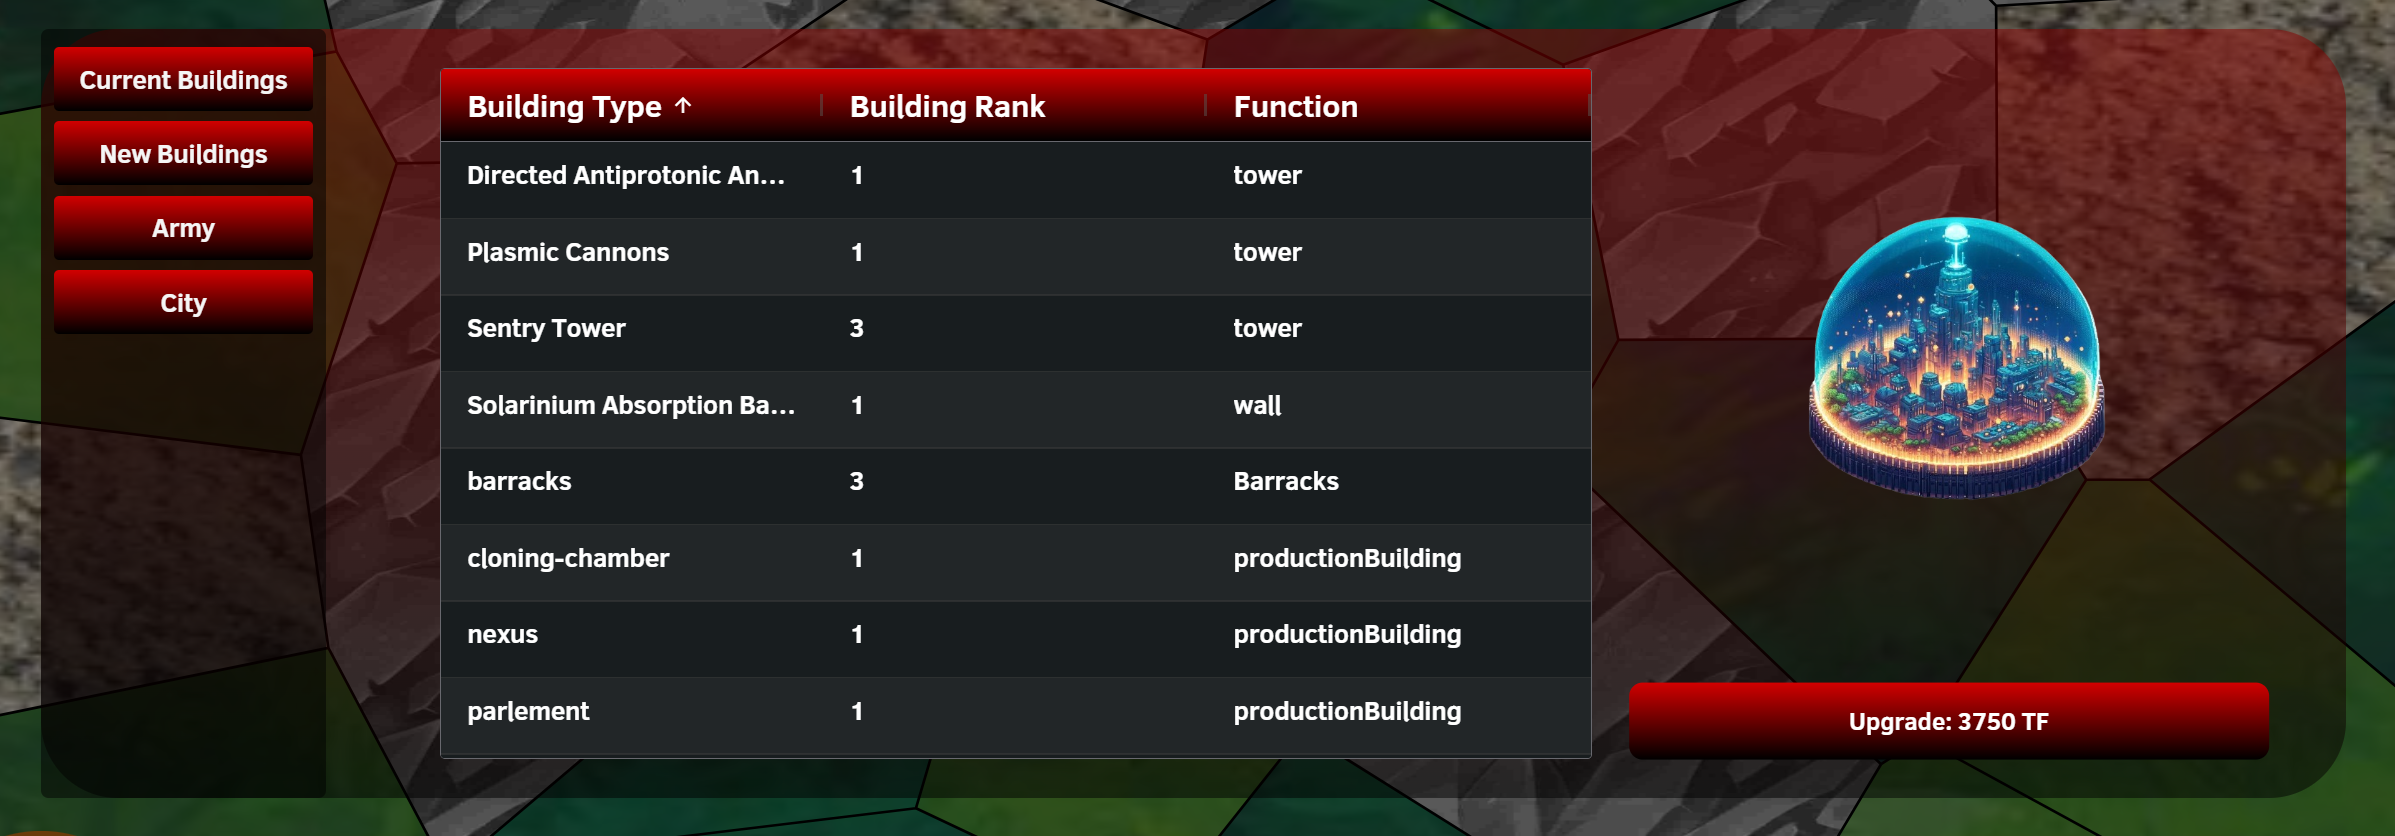 Current Buildings
New Buildings
Army
City
Building Type ↑ Building Rank Function
Directed Antiprotonic An... 1 tower
Plasmic Cannons 1 tower
Sentry Tower 3 tower
Solarinium Absorption Ba... 1 wall
barracks 3 Barracks
cloning-chamber 1 productionBuilding
nexus 1 productionBuilding
parlement 1 productionBuilding
Upgrade: 3750 TF